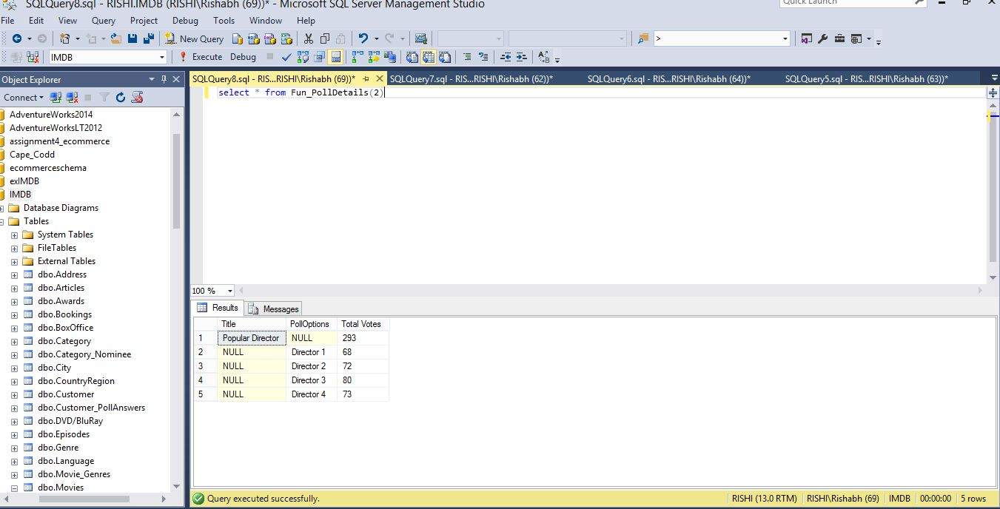 SQLQuery8.sql - RISHI.IMDB (RISHI\Rishabh (69))* - Microsoft SQL Server Management Studio
Quick Launch
File Edit View Query Project Debug Tools Window Help
New Query >
IMDB Execute Debug
Object Explorer
SQLQuery8.sql - RIS...RISHI\Rishabh (69))* SQLQuery7.sql - RIS...RISHI\Rishabh (62))* SQLQuery6.sql - RIS...RISHI\Rishabh (64))* SQLQuery5.sql - RIS...RISHI\Rishabh (63))*
Connect
AdventureWorks2014
AdventureWorksLT2012
assignment4_ecommerce
Cape_Codd
ecommerceschema
exIMDB
IMDB
Database Diagrams
Tables
System Tables
FileTables
External Tables
dbo.Address
dbo.Articles
dbo.Awards
dbo.Bookings
dbo.BoxOffice
dbo.Category
dbo.Category_Nominee
dbo.City
dbo.CountryRegion
dbo.Customer
dbo.Customer_PollAnswers
dbo.DVD/BluRay
dbo.Episodes
dbo.Genre
dbo.Language
dbo.Movie_Genres
dbo.Movies
select * from Fun_PollDetails(2)
100 %
Results Messages
Title PollOptions Total Votes
1 Popular Director NULL 293
2 NULL Director 1 68
3 NULL Director 2 72
4 NULL Director 3 80
5 NULL Director 4 73
Query executed successfully. RISHI (13.0 RTM) RISHI\Rishabh (69) IMDB 00:00:00 5 rows